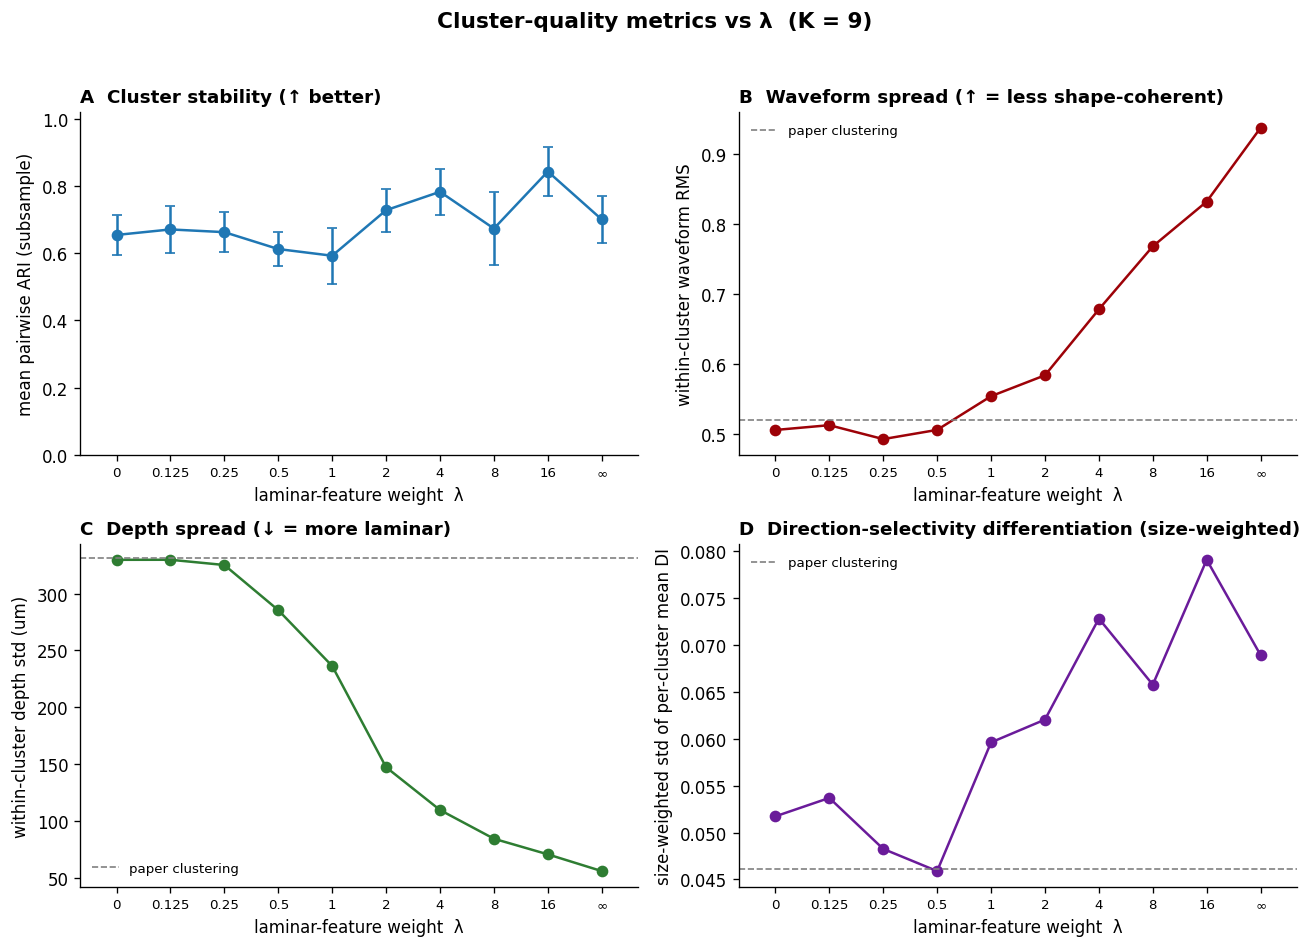 Cluster-quality metrics vs λ  (K = 9)
A  Cluster stability (↑ better)
mean pairwise ARI (subsample)
1.0
0.8
0.6
0.4
0.2
0.0
0 0.125 0.25 0.5 1 2 4 8 16 ∞
laminar-feature weight  λ
B  Waveform spread (↑ = less shape-coherent)
paper clustering
within-cluster waveform RMS
0.9
0.8
0.7
0.6
0.5
0 0.125 0.25 0.5 1 2 4 8 16 ∞
laminar-feature weight  λ
C  Depth spread (↓ = more laminar)
within-cluster depth std (um)
300
250
200
150
100
50
paper clustering
0 0.125 0.25 0.5 1 2 4 8 16 ∞
laminar-feature weight  λ
D  Direction-selectivity differentiation (size-weighted)
paper clustering
size-weighted std of per-cluster mean DI
0.080
0.075
0.070
0.065
0.060
0.055
0.050
0.045
0 0.125 0.25 0.5 1 2 4 8 16 ∞
laminar-feature weight  λ